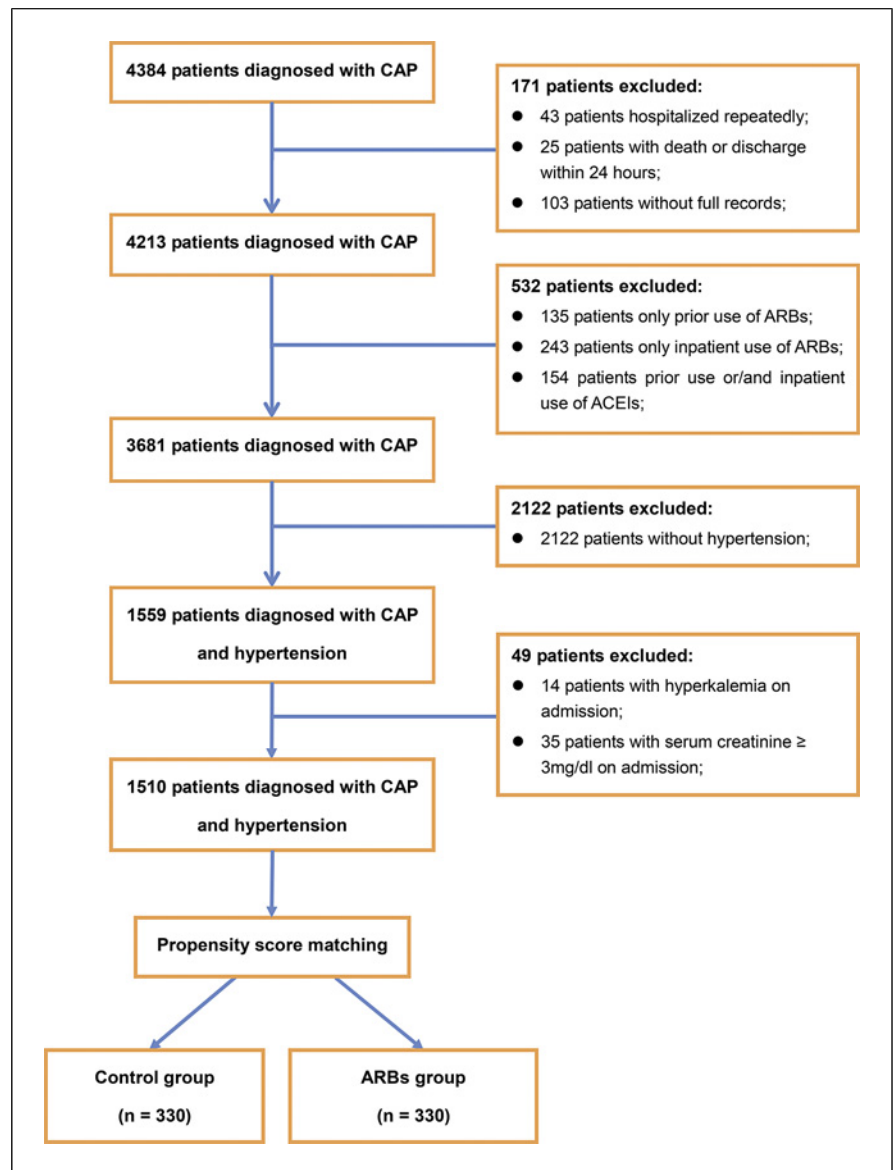 4384 patients diagnosed with CAP
171 patients excluded:
● 43 patients hospitalized repeatedly;
● 25 patients with death or discharge
within 24 hours;
● 103 patients without full records;
4213 patients diagnosed with CAP
532 patients excluded:
● 135 patients only prior use of ARBs;
● 243 patients only inpatient use of ARBs;
● 154 patients prior use or/and inpatient
use of ACEIs;
3681 patients diagnosed with CAP
2122 patients excluded:
● 2122 patients without hypertension;
1559 patients diagnosed with CAP
and hypertension
49 patients excluded:
● 14 patients with hyperkalemia on
admission;
● 35 patients with serum creatinine ≥
3mg/dl on admission;
1510 patients diagnosed with CAP
and hypertension
Propensity score matching
Control group
(n = 330)
ARBs group
(n = 330)